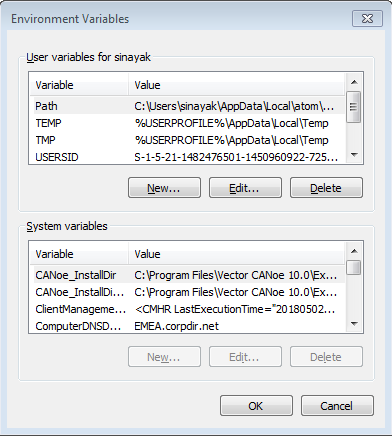 Environment Variables
User variables for sinayak
Variable Value
Path C:\Users\sinayak\AppData\Local\atom\...
TEMP %USERPROFILE%\AppData\Local\Temp
TMP %USERPROFILE%\AppData\Local\Temp
USERSID S-1-5-21-1482476501-1450960922-725...
New... Edit... Delete
System variables
Variable Value
CANoe_InstallDir C:\Program Files\Vector CANoe 10.0\Ex...
CANoe_InstallDi... C:\Program Files\Vector CANoe 10.0\Ex...
ClientManageme... <CMHR LastExecutionTime="20180502...
ComputerDNSD... EMEA.corpdir.net
New... Edit... Delete
OK Cancel